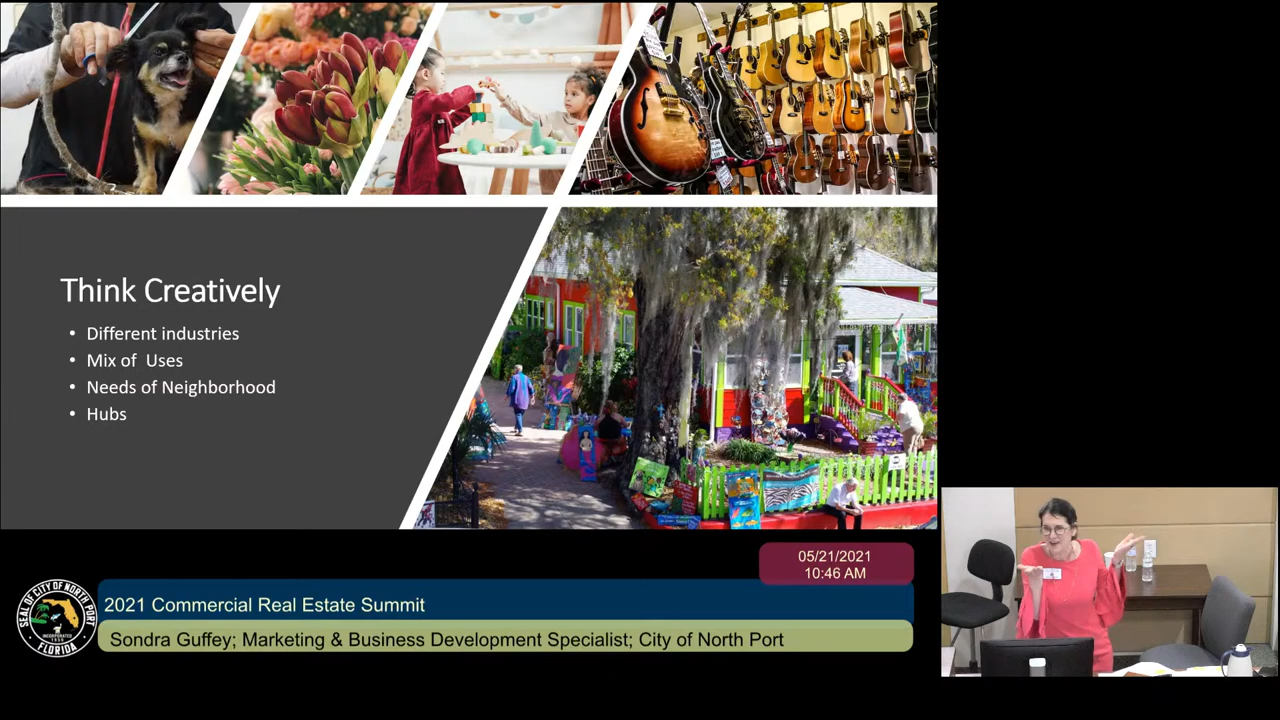 Think Creatively
• Different industries
• Mix of Uses
• Needs of Neighborhood
• Hubs
05/21/2021
10:46 AM
2021 Commercial Real Estate Summit
Sondra Guffey; Marketing & Business Development Specialist; City of North Port
SEAL OF CITY OF NORTH PORT
INCORPORATED
FLORIDA